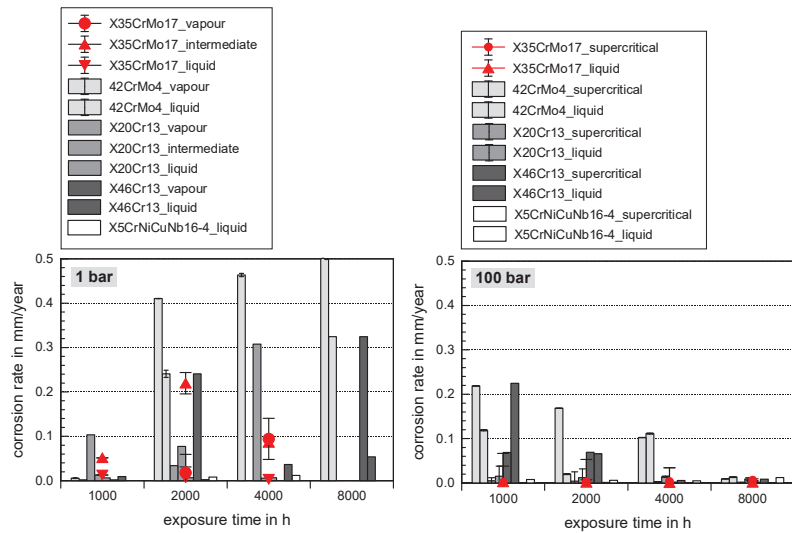 X35CrMo17_vapour
X35CrMo17_intermediate
X35CrMo17_liquid
42CrMo4_vapour
42CrMo4_liquid
X20Cr13_vapour
X20Cr13_intermediate
X20Cr13_liquid
X46Cr13_vapour
X46Cr13_liquid
X5CrNiCuNb16-4_liquid
1 bar
corrosion rate in mm/year
0.5
0.4
0.3
0.2
0.1
0.0
1000 2000 4000 8000
exposure time in h
X35CrMo17_supercritical
X35CrMo17_liquid
42CrMo4_supercritical
42CrMo4_liquid
X20Cr13_supercritical
X20Cr13_liquid
X46Cr13_supercritical
X46Cr13_liquid
X5CrNiCuNb16-4_supercritical
X5CrNiCuNb16-4_liquid
100 bar
corrosion rate in mm/year
0.5
0.4
0.3
0.2
0.1
0.0
1000 2000 4000 8000
exposure time in h